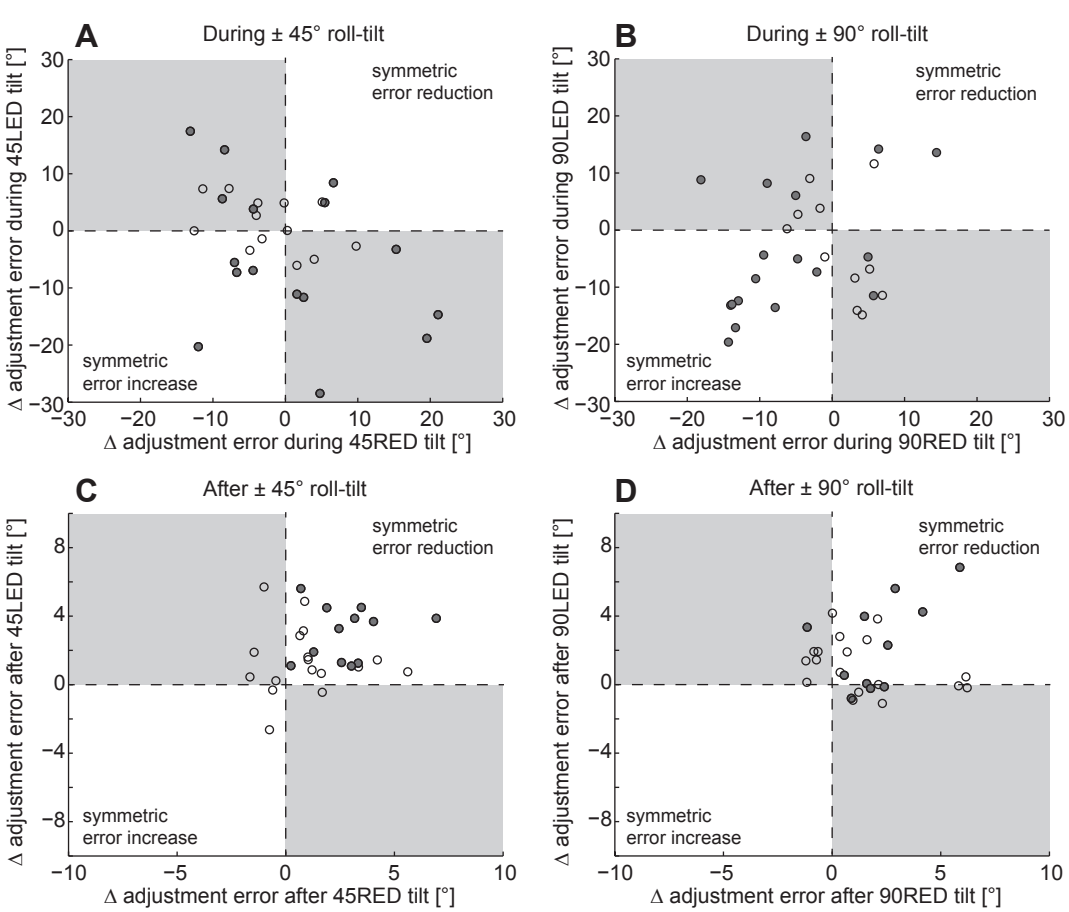 A
During ± 45° roll-tilt
Δ adjustment error during 45LED tilt [°]
30
20
10
0
−10
−20
−30
symmetric
error reduction
symmetric
error increase
−30
−20
−10
0
10
20
30
Δ adjustment error during 45RED tilt [°]
B
During ± 90° roll-tilt
Δ adjustment error during 90LED tilt [°]
30
20
10
0
−10
−20
−30
symmetric
error reduction
symmetric
error increase
−30
−20
−10
0
10
20
30
Δ adjustment error during 90RED tilt [°]
C
After ± 45° roll-tilt
Δ adjustment error after 45LED tilt [°]
8
4
0
−4
−8
symmetric
error reduction
symmetric
error increase
−10
−5
0
5
10
Δ adjustment error after 45RED tilt [°]
D
After ± 90° roll-tilt
Δ adjustment error after 90LED tilt [°]
8
4
0
−4
−8
symmetric
error reduction
symmetric
error increase
−10
−5
0
5
10
Δ adjustment error after 90RED tilt [°]